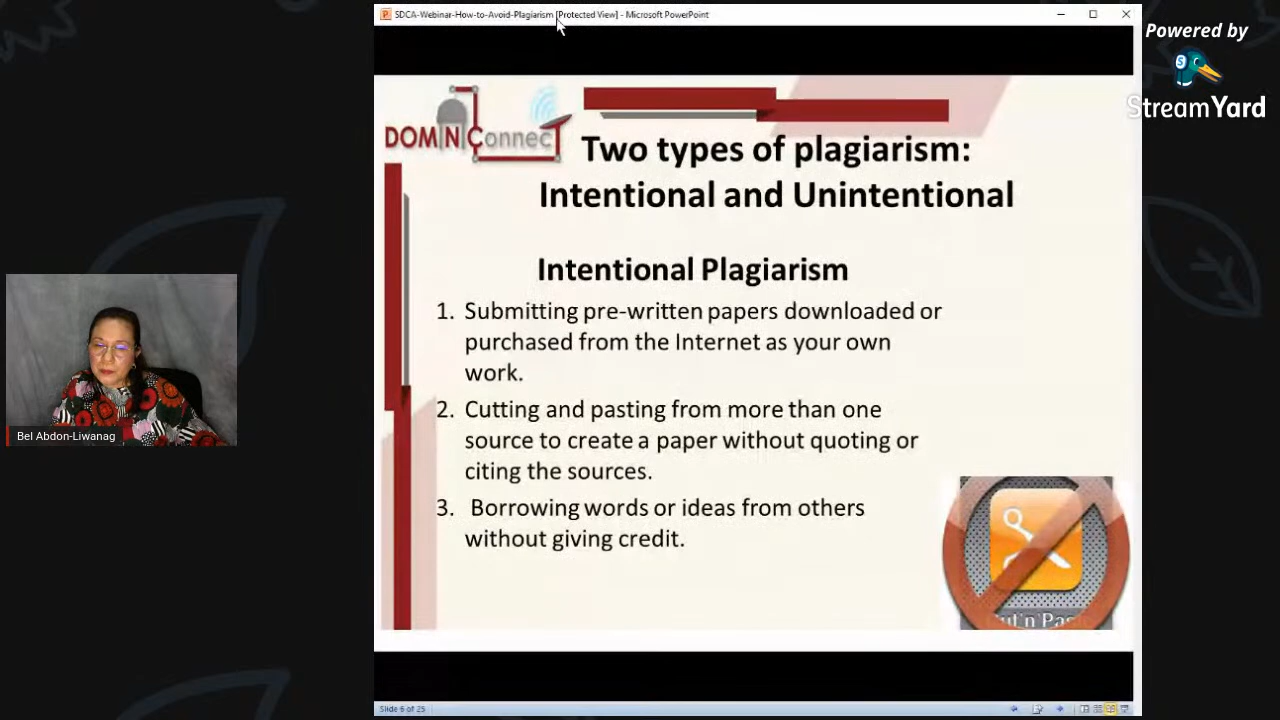 SDCA-Webinar-How-to-Avoid-Plagiarism [Protected View] - Microsoft PowerPoint
Powered by
StreamYard
DOMINConnect
Two types of plagiarism:
Intentional and Unintentional
Intentional Plagiarism
1. Submitting pre-written papers downloaded or
purchased from the Internet as your own
work.
2. Cutting and pasting from more than one
source to create a paper without quoting or
citing the sources.
3. Borrowing words or ideas from others
without giving credit.
Bel Abdon-Liwanag
Slide 6 of 25